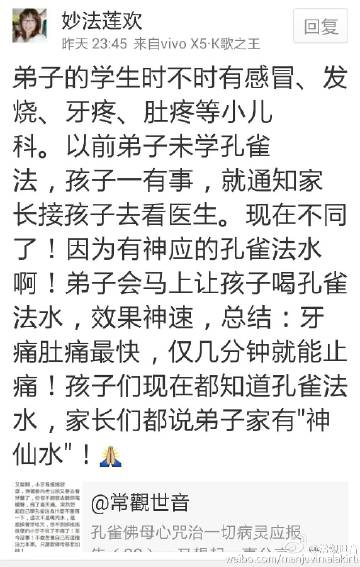 妙法莲欢
回复
昨天 23:45 来自vivo X5·K歌之王
弟子的学生时不时有感冒、发
烧、牙疼、肚疼等小儿
科。以前弟子未学孔雀
法，孩子一有事，就通知家
长接孩子去看医生。现在不同
了！因为有神应的孔雀法水
啊！弟子会马上让孩子喝孔雀
法水，效果神速，总结：牙
痛肚痛最快，仅几分钟就能止
痛！孩子们现在都知道孔雀法
水，家长们都说弟子家有"神
仙水"！🙏
@常觀世音
孔雀佛母心咒治一切病灵应报
weibo.com/manjuvimalakirti